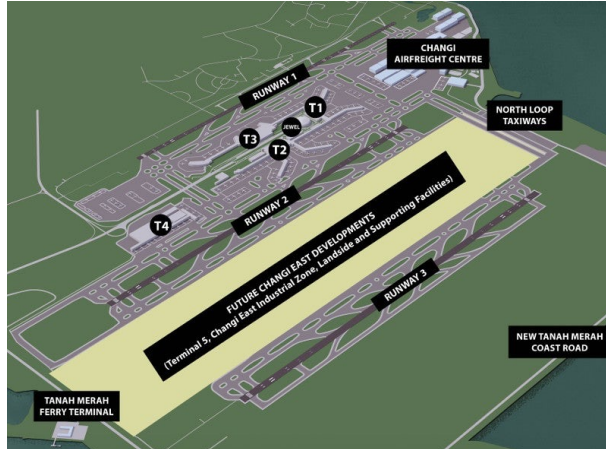 CHANGI
AIRFREIGHT CENTRE
RUNWAY 1
T1
NORTH LOOP
TAXIWAYS
JEWEL
T3
T2
T4
RUNWAY 2
FUTURE CHANGI EAST DEVELOPMENTS
(Terminal 5, Changi East Industrial Zone, Landside and Supporting Facilities)
RUNWAY 3
NEW TANAH MERAH
COAST ROAD
TANAH MERAH
FERRY TERMINAL